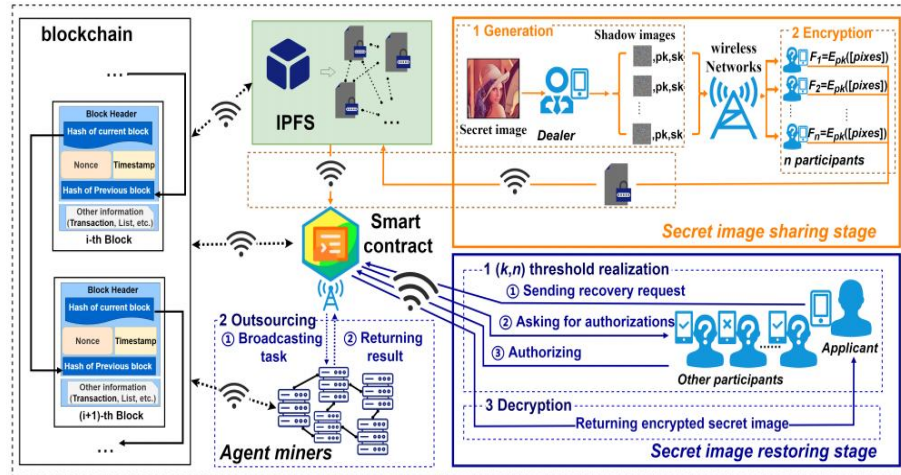 blockchain
...
Block Header
Hash of current block
Nonce
Timestamp
Hash of Previous block
Other information
(Transaction, List, etc.)
i-th Block
Block Header
Hash of current block
Nonce
Timestamp
Hash of Previous block
Other information
(Transaction, List, etc.)
(i+1)-th Block
...
IPFS
...
Smart
contract
2 Outsourcing
① Broadcasting
task
② Returning
result
Agent miners
1 Generation
Secret image
Dealer
Shadow images
,pk,sk
,pk,sk
,pk,sk
wireless
Networks
2 Encryption
F1=Epk([pixes])
F2=Epk([pixes])
Fn=Epk([pixes])
n participants
Secret image sharing stage
1 (k,n) threshold realization
① Sending recovery request
② Asking for authorizations
③ Authorizing
......
Other participants
Applicant
3 Decryption
Returning encrypted secret image
Secret image restoring stage